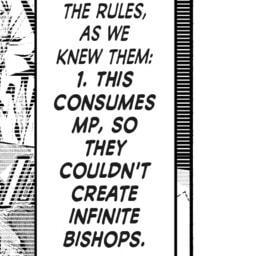 THE RULES,
AS WE
KNEW THEM:
1. THIS
CONSUMES
MP, SO
THEY
COULDN'T
CREATE
INFINITE
BISHOPS.